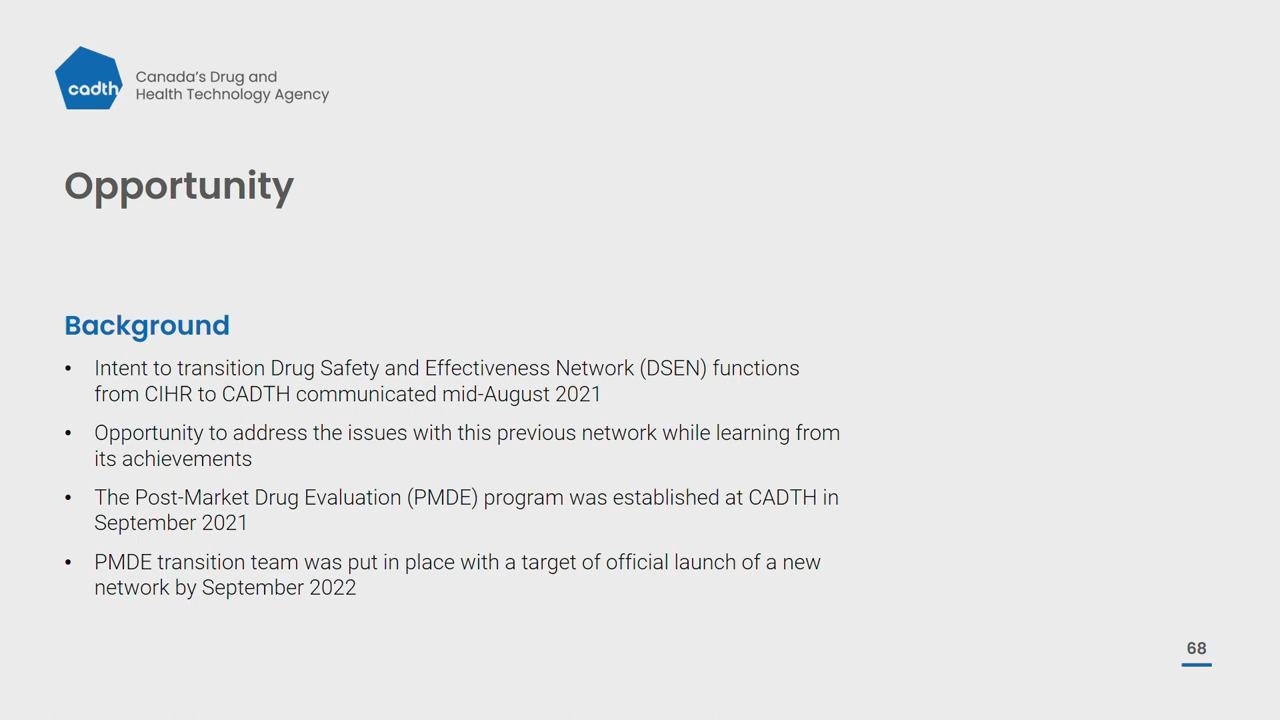 cadth
Canada's Drug and
Health Technology Agency
Opportunity
Background
• Intent to transition Drug Safety and Effectiveness Network (DSEN) functions
from CIHR to CADTH communicated mid-August 2021
• Opportunity to address the issues with this previous network while learning from
its achievements
• The Post-Market Drug Evaluation (PMDE) program was established at CADTH in
September 2021
• PMDE transition team was put in place with a target of official launch of a new
network by September 2022
68